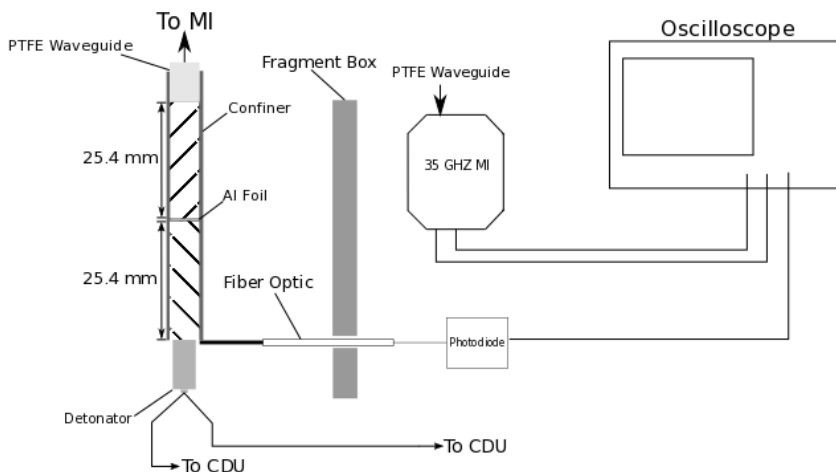 To MI
PTFE Waveguide
Fragment Box
Confiner
25.4 mm
Al Foil
25.4 mm
Fiber Optic
Detonator
To CDU
To CDU
PTFE Waveguide
35 GHZ MI
Photodiode
Oscilloscope